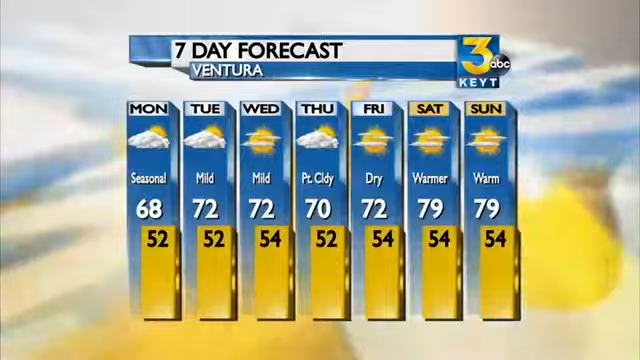 7 DAY FORECAST
VENTURA
3
abc
KEYT
MON TUE WED THU FRI SAT SUN
Seasonal Mild Mild Pt. Cldy Dry Warmer Warm
68 72 72 70 72 79 79
52 52 54 52 54 54 54